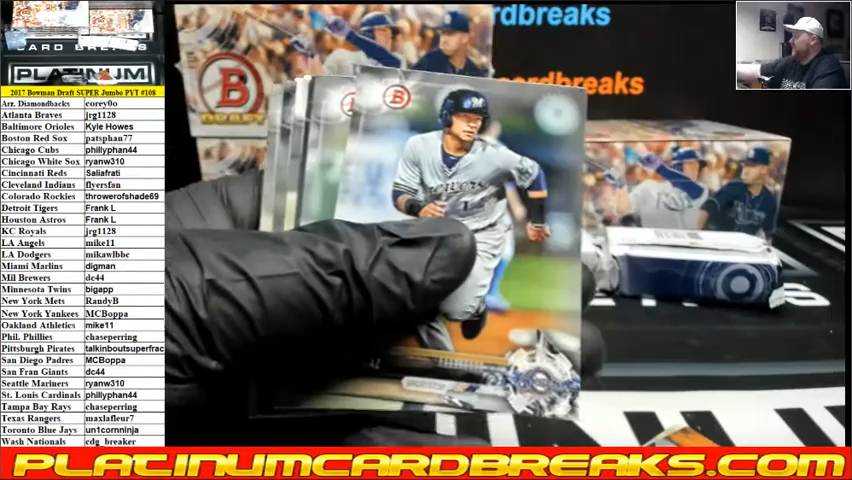 CARD BREAKS
PLATINUM
2017 Bowman Draft SUPER Jumbo PYT #108
Arz. Diamondbacks corey0o
Atlanta Braves jrg1128
Baltimore Orioles Kyle Howes
Boston Red Sox patsphan77
Chicago Cubs phillyphan44
Chicago White Sox ryanw310
Cincinnati Reds Saliafrati
Cleveland Indians flyersfan
Colorado Rockies throwerofshade69
Detroit Tigers Frank L
Houston Astros Frank L
KC Royals jrg1128
LA Angels mike11
LA Dodgers mikawlbbc
Miami Marlins digman
Mil Brewers dc44
Minnesota Twins bigapp
New York Mets RandyB
New York Yankees MCBoppa
Oakland Athletics mike11
Phil. Phillies chaseperring
Pittsburgh Pirates talkinboutsuperfrac
San Diego Padres MCBoppa
San Fran Giants dc44
Seattle Mariners ryanw310
St. Louis Cardinals phillyphan44
Tampa Bay Rays chaseperring
Texas Rangers maxlafleur7
Toronto Blue Jays un1cornninja
Wash Nationals cdg_breaker
rdbreaks
cardbreaks
B
DRAFT
B
B
SHORTSTOP
PLATINUMCARDBREAKS.COM